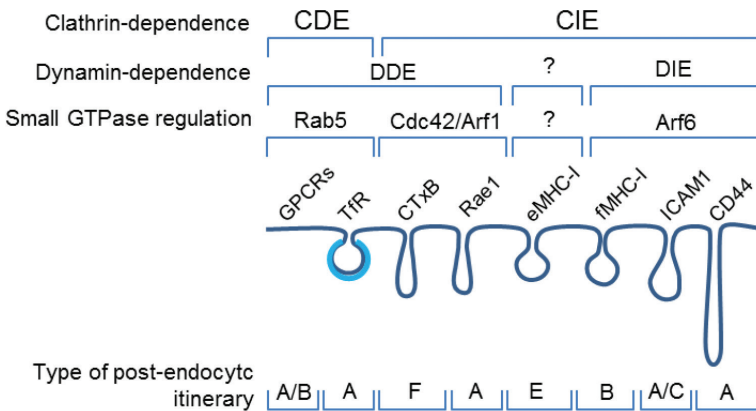 Clathrin-dependence CDE CIE
Dynamin-dependence DDE ? DIE
Small GTPase regulation Rab5 Cdc42/Arf1 ? Arf6
GPCRs TfR CTxB Rae1 eMHC-I fMHC-I ICAM1 CD44
Type of post-endocytc
itinerary A/B A F A E B A/C A